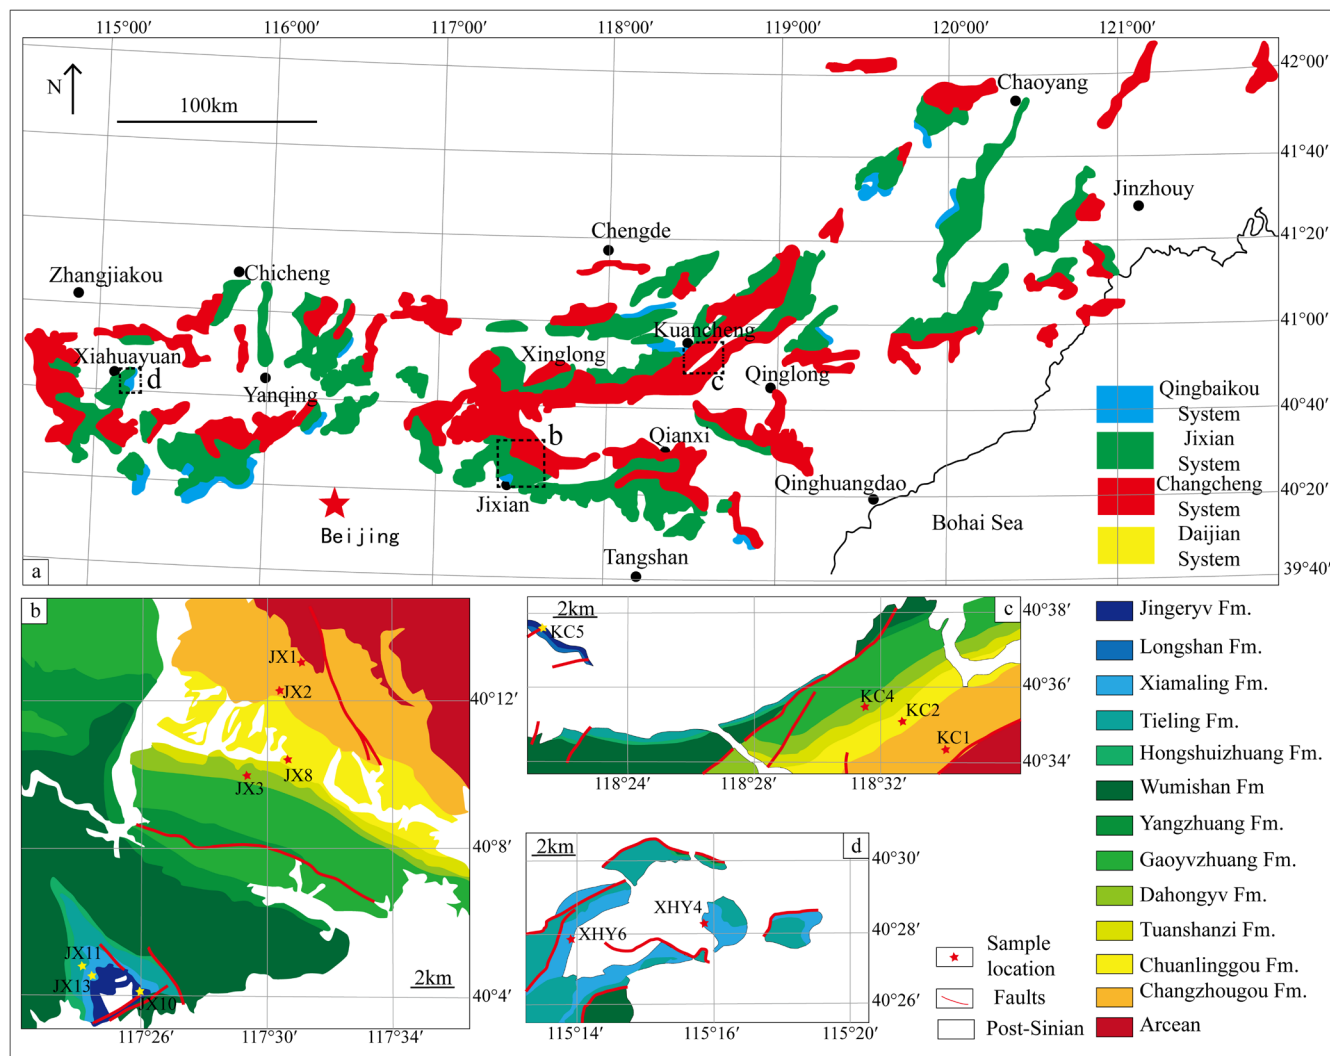 115°00′ 116°00′ 117°00′ 118°00′ 119°00′ 120°00′ 121°00′
42°00′
N
100km
Chaoyang
41°40′
Jinzhouy
Chengde
41°20′
Zhangjiakou
Chicheng
41°00′
Kuancheng
Xiahuayuan
Xinglong
d
c
Qinglong
Yanqing
Qingbaikou
System
40°40′
b
Qianxi
Jixian
System
Jixian
Qinghuangdao
Changcheng
System
40°20′
Beijing
Bohai Sea
Daijian
System
Tangshan
39°40′
a
b
JX1
JX2
JX8
JX3
JX11
JX13
JX10
2km
40°12′
40°8′
40°4′
117°26′ 117°30′ 117°34′
2km
c
KC5
KC4
KC2
KC1
40°38′
40°36′
40°34′
118°24′ 118°28′ 118°32′
2km
d
XHY4
XHY6
40°30′
40°28′
40°26′
115°14′ 115°16′ 115°20′
Sample
location
Faults
Post-Sinian
Jingeryv Fm.
Longshan Fm.
Xiamaling Fm.
Tieling Fm.
Hongshuizhuang Fm.
Wumishan Fm
Yangzhuang Fm.
Gaoyvzhuang Fm.
Dahongyv Fm.
Tuanshanzi Fm.
Chuanlinggou Fm.
Changzhougou Fm.
Arcean